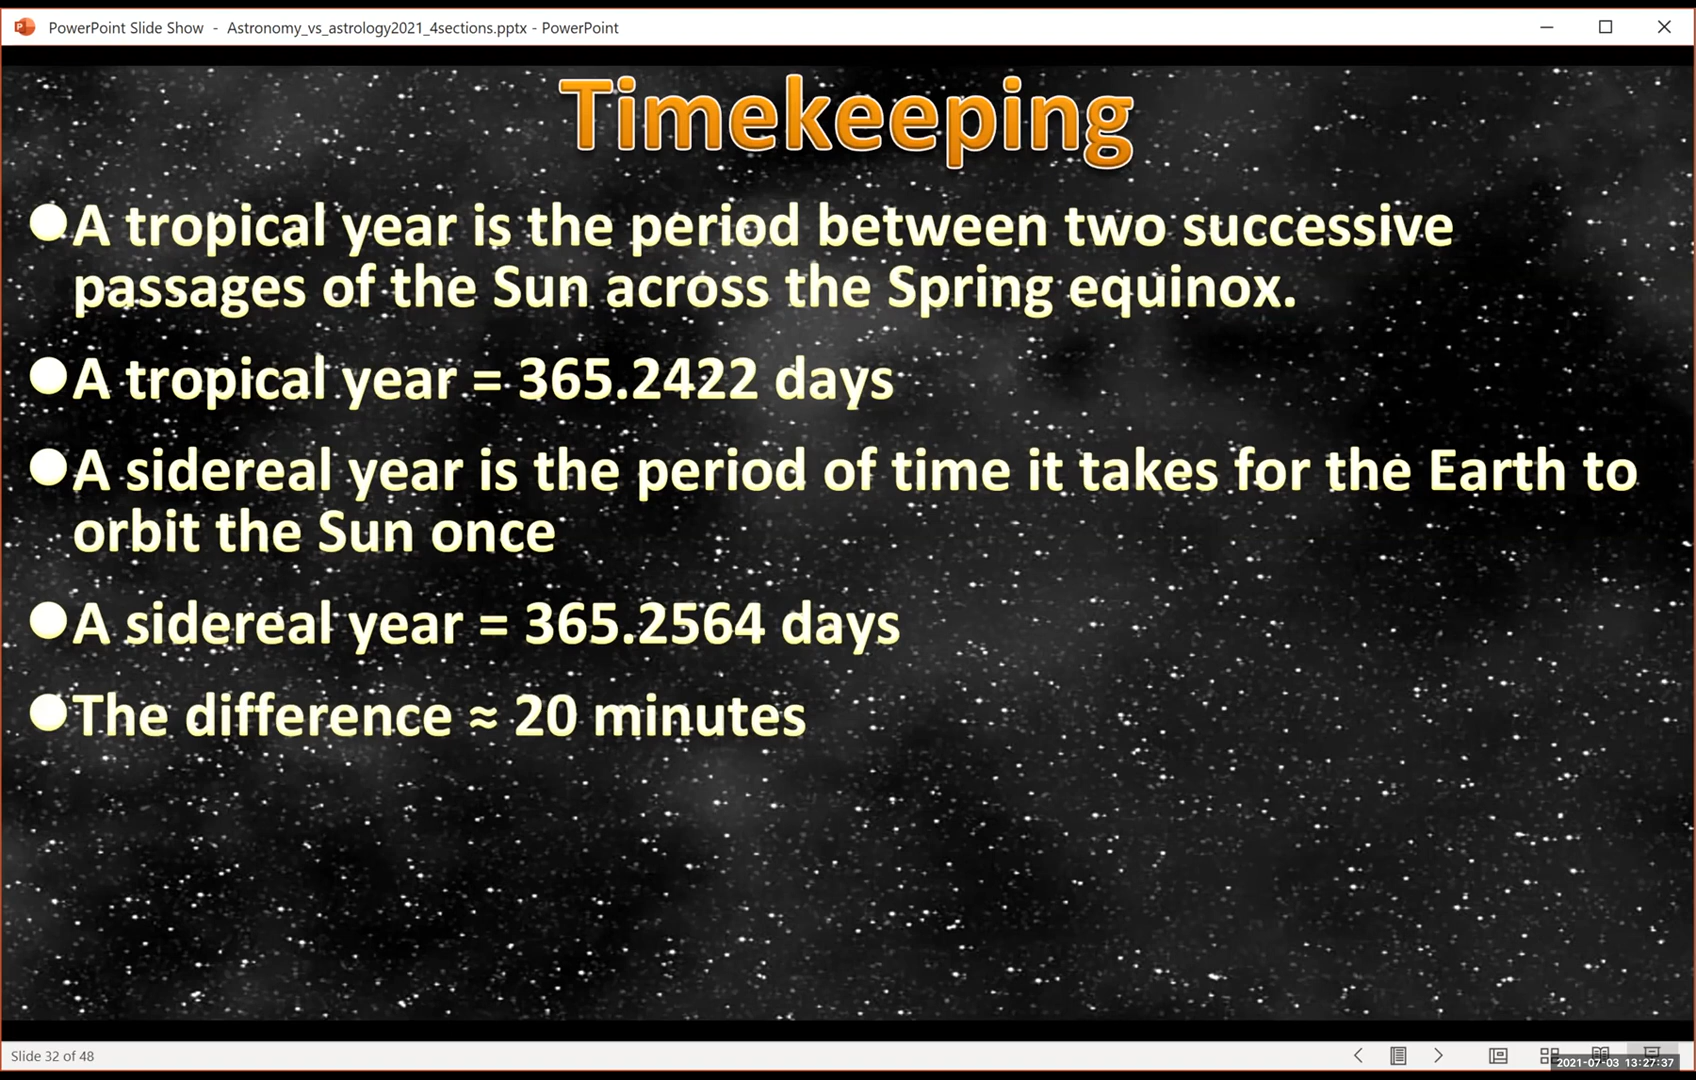 PowerPoint Slide Show - Astronomy_vs_astrology2021_4sections.pptx - PowerPoint
Timekeeping
A tropical year is the period between two successive
passages of the Sun across the Spring equinox.
A tropical year = 365.2422 days
A sidereal year is the period of time it takes for the Earth to
orbit the Sun once
A sidereal year = 365.2564 days
The difference ≈ 20 minutes
Slide 32 of 48
2021-07-03 13:27:37